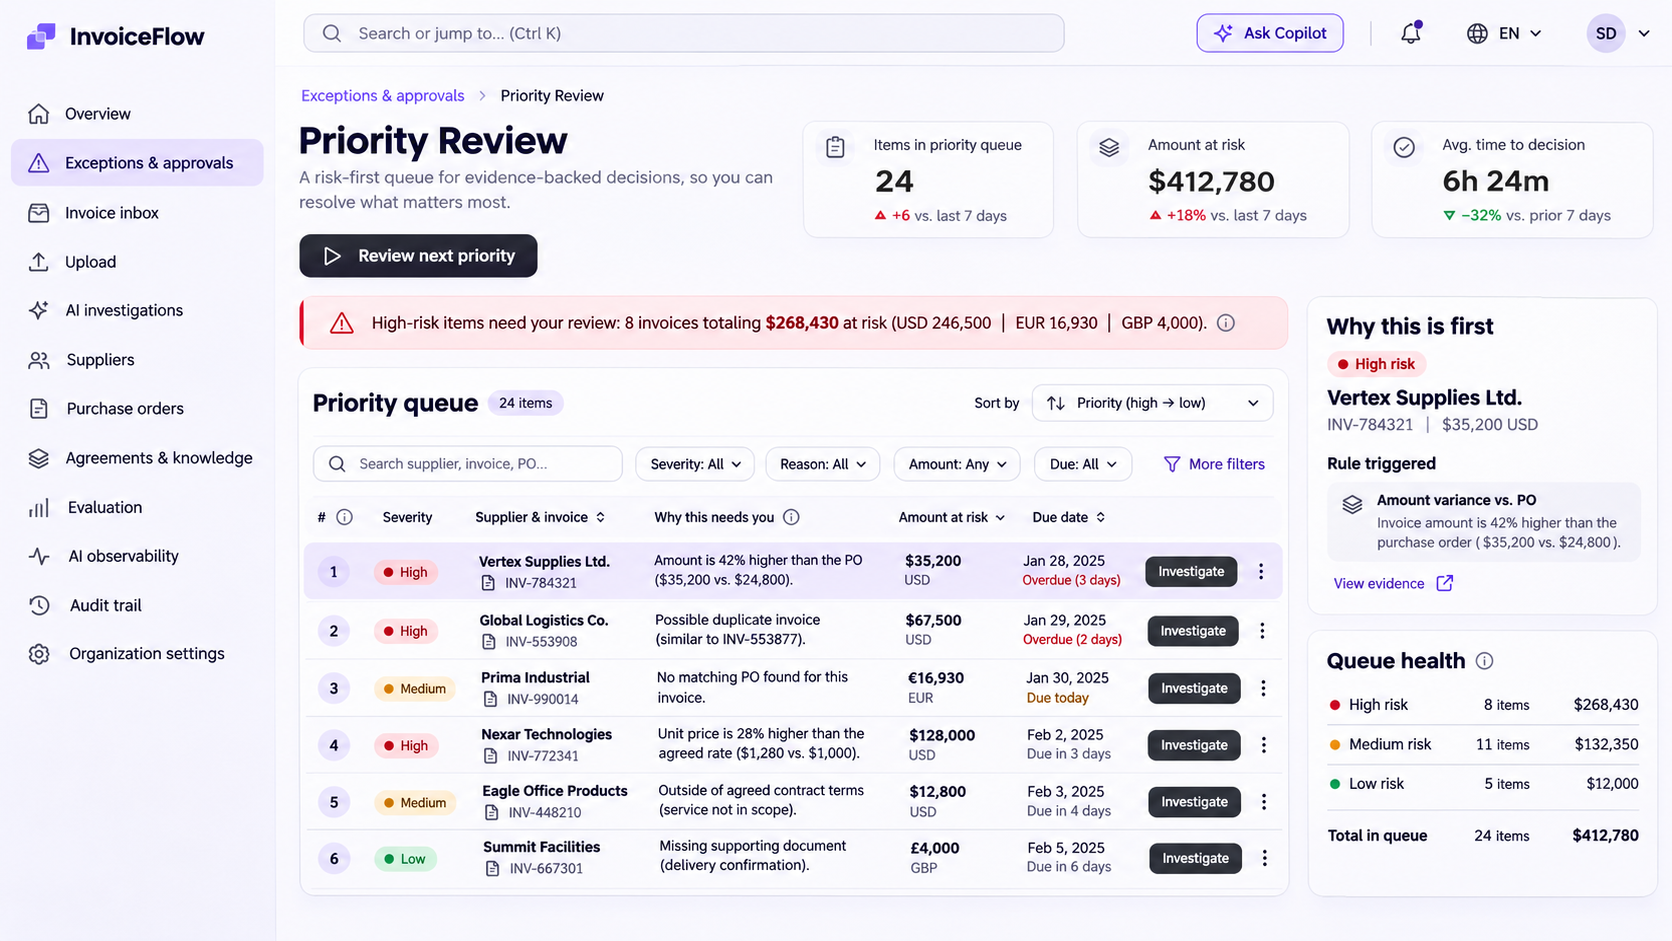 InvoiceFlow
Search or jump to... (Ctrl K)
Ask Copilot
EN
SD
Overview
Exceptions & approvals
Invoice inbox
Upload
AI investigations
Suppliers
Purchase orders
Agreements & knowledge
Evaluation
AI observability
Audit trail
Organization settings
Exceptions & approvals > Priority Review
Priority Review
A risk-first queue for evidence-backed decisions, so you can
resolve what matters most.
Review next priority
Items in priority queue
24
+6 vs. last 7 days
Amount at risk
$412,780
+18% vs. last 7 days
Avg. time to decision
6h 24m
−32% vs. prior 7 days
High-risk items need your review: 8 invoices totaling $268,430 at risk (USD 246,500 | EUR 16,930 | GBP 4,000).
Priority queue 24 items
Sort by Priority (high → low)
Search supplier, invoice, PO...
Severity: All
Reason: All
Amount: Any
Due: All
More filters
# Severity Supplier & invoice Why this needs you Amount at risk Due date
1 High Vertex Supplies Ltd. Amount is 42% higher than the PO $35,200 Jan 28, 2025 Investigate
INV-784321 ($35,200 vs. $24,800). USD Overdue (3 days)
2 High Global Logistics Co. Possible duplicate invoice $67,500 Jan 29, 2025 Investigate
INV-553908 (similar to INV-553877). USD Overdue (2 days)
3 Medium Prima Industrial No matching PO found for this €16,930 Jan 30, 2025 Investigate
INV-990014 invoice. EUR Due today
4 High Nexar Technologies Unit price is 28% higher than the $128,000 Feb 2, 2025 Investigate
INV-772341 agreed rate ($1,280 vs. $1,000). USD Due in 3 days
5 Medium Eagle Office Products Outside of agreed contract terms $12,800 Feb 3, 2025 Investigate
INV-448210 (service not in scope). USD Due in 4 days
6 Low Summit Facilities Missing supporting document £4,000 Feb 5, 2025 Investigate
INV-667301 (delivery confirmation). GBP Due in 6 days
Why this is first
High risk
Vertex Supplies Ltd.
INV-784321 | $35,200 USD
Rule triggered
Amount variance vs. PO
Invoice amount is 42% higher than the
purchase order ( $35,200 vs. $24,800 ).
View evidence
Queue health
High risk 8 items $268,430
Medium risk 11 items $132,350
Low risk 5 items $12,000
Total in queue 24 items $412,780